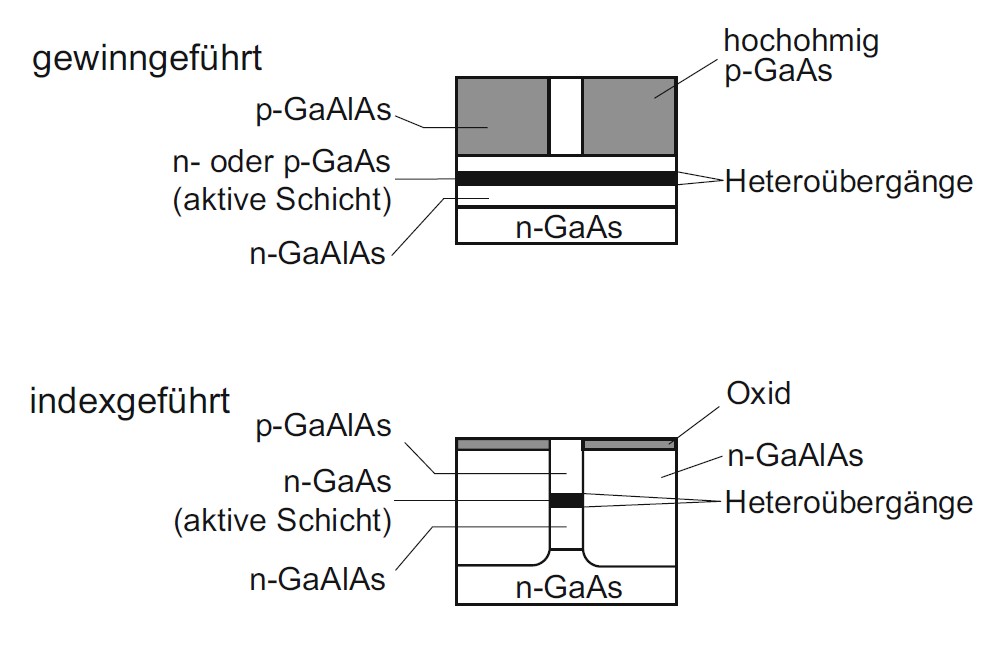 gewinngeführt
hochohmig
p-GaAs
p-GaAlAs
n- oder p-GaAs
(aktive Schicht)
Heteroübergänge
n-GaAlAs
n-GaAs
indexgeführt
Oxid
p-GaAlAs
n-GaAlAs
n-GaAs
(aktive Schicht)
Heteroübergänge
n-GaAlAs
n-GaAs